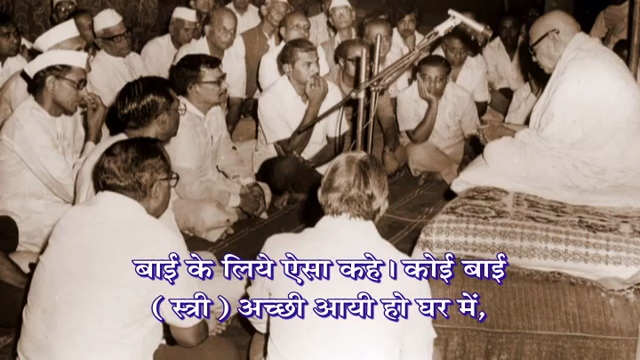 बाई के लिये ऐसा कहे। कोई बाई
( स्त्री ) अच्छी आयी हो घर में,